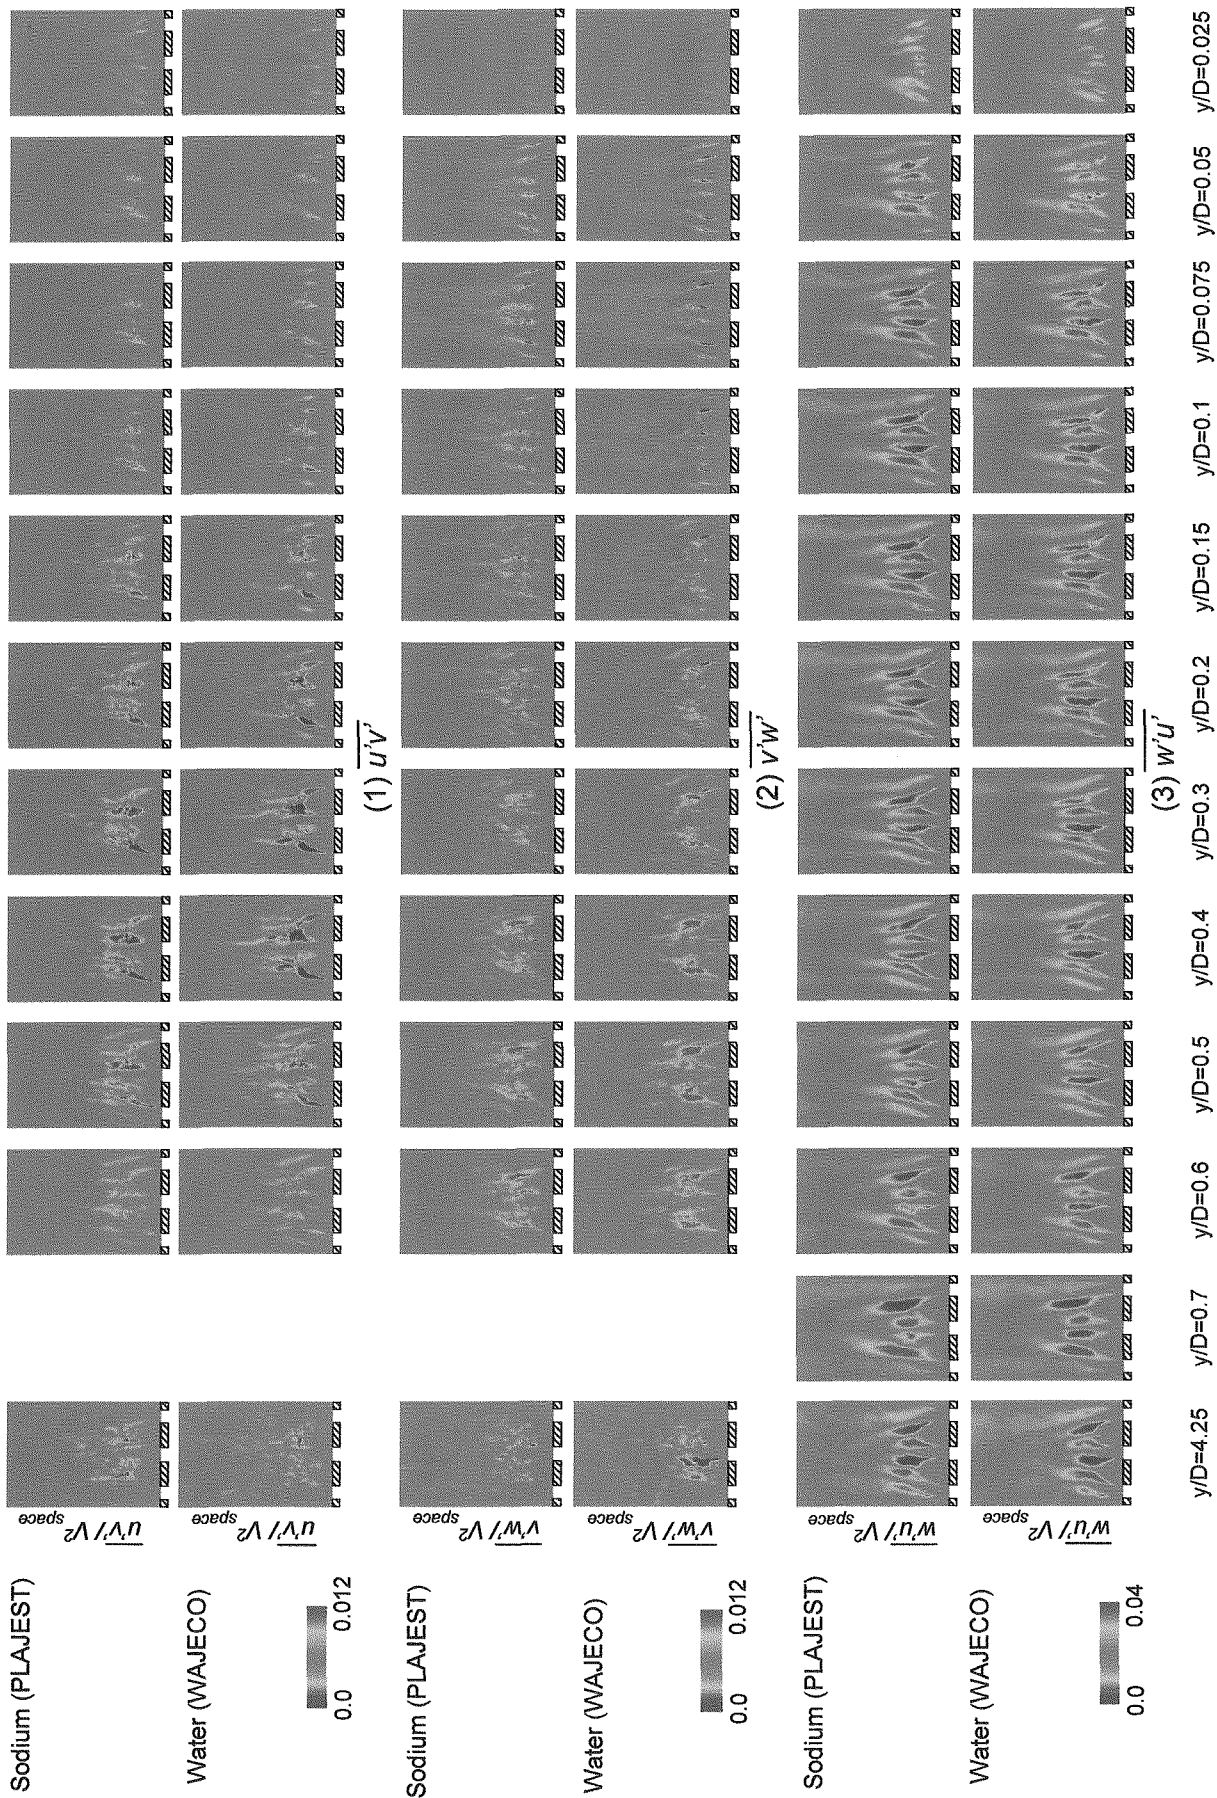 Sodium (PLAJEST)
u'v'/ V²space
Water (WAJECO)
u'v'/ V²space
0.0 0.012
(1) u'v'
Sodium (PLAJEST)
v'w'/ V²space
Water (WAJECO)
v'w'/ V²space
0.0 0.012
(2) v'w'
Sodium (PLAJEST)
w'u'/ V²space
Water (WAJECO)
w'u'/ V²space
0.0 0.04
y/D=4.25 y/D=0.7 y/D=0.6 y/D=0.5 y/D=0.4 y/D=0.3 y/D=0.2 y/D=0.15 y/D=0.1 y/D=0.075 y/D=0.05 y/D=0.025
(3) w'u'